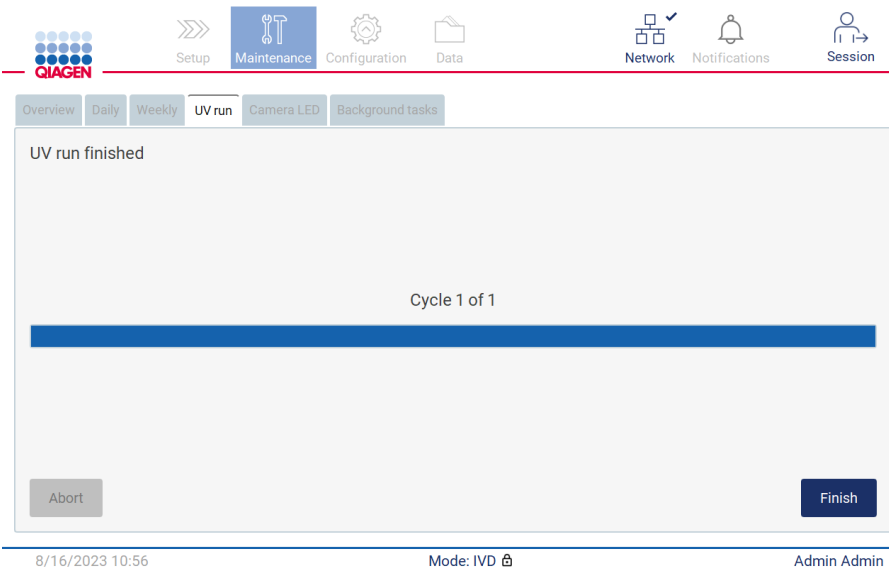 QIAGEN
Setup
Maintenance
Configuration
Data
Network
Notifications
Session
Overview
Daily
Weekly
UV run
Camera LED
Background tasks
UV run finished
Cycle 1 of 1
Abort
Finish
8/16/2023 10:56
Mode: IVD
Admin Admin